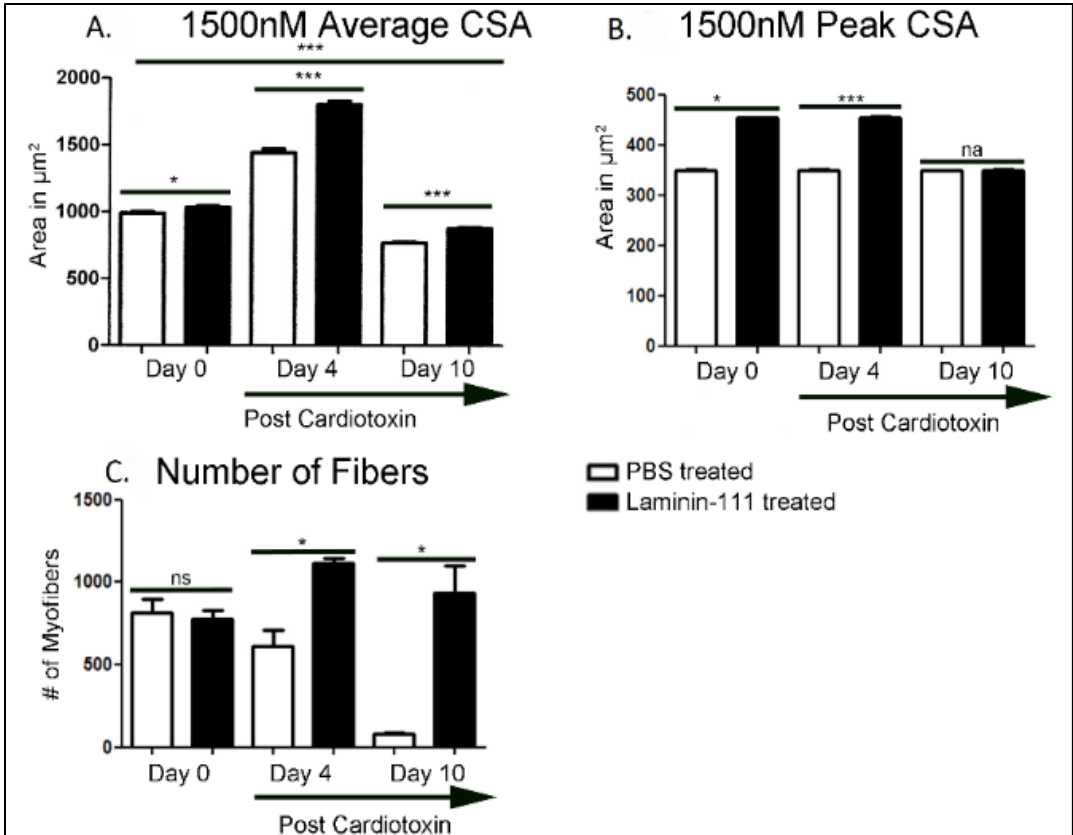 A. 1500nM Average CSA
***
***
*
***
Area in µm²
2000
1500
1000
500
0
Day 0 Day 4 Day 10
Post Cardiotoxin
B. 1500nM Peak CSA
*
***
na
Area in µm²
500
400
300
200
100
0
Day 0 Day 4 Day 10
Post Cardiotoxin
C. Number of Fibers
ns
*
*
# of Myofibers
1500
1000
500
Day 0 Day 4 Day 10
Post Cardiotoxin
PBS treated
Laminin-111 treated